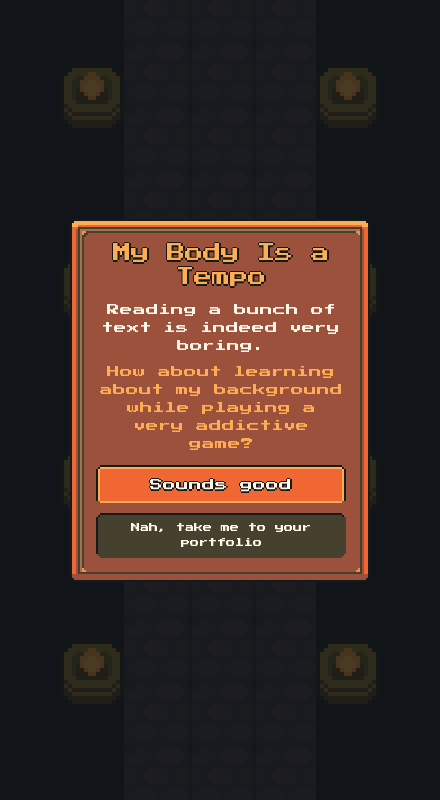 My Body Is a
Tempo
Reading a bunch of
text is indeed very
boring.
How about learning
about my background
while playing a
very addictive
game?
Sounds good
Nah, take me to your
portfolio